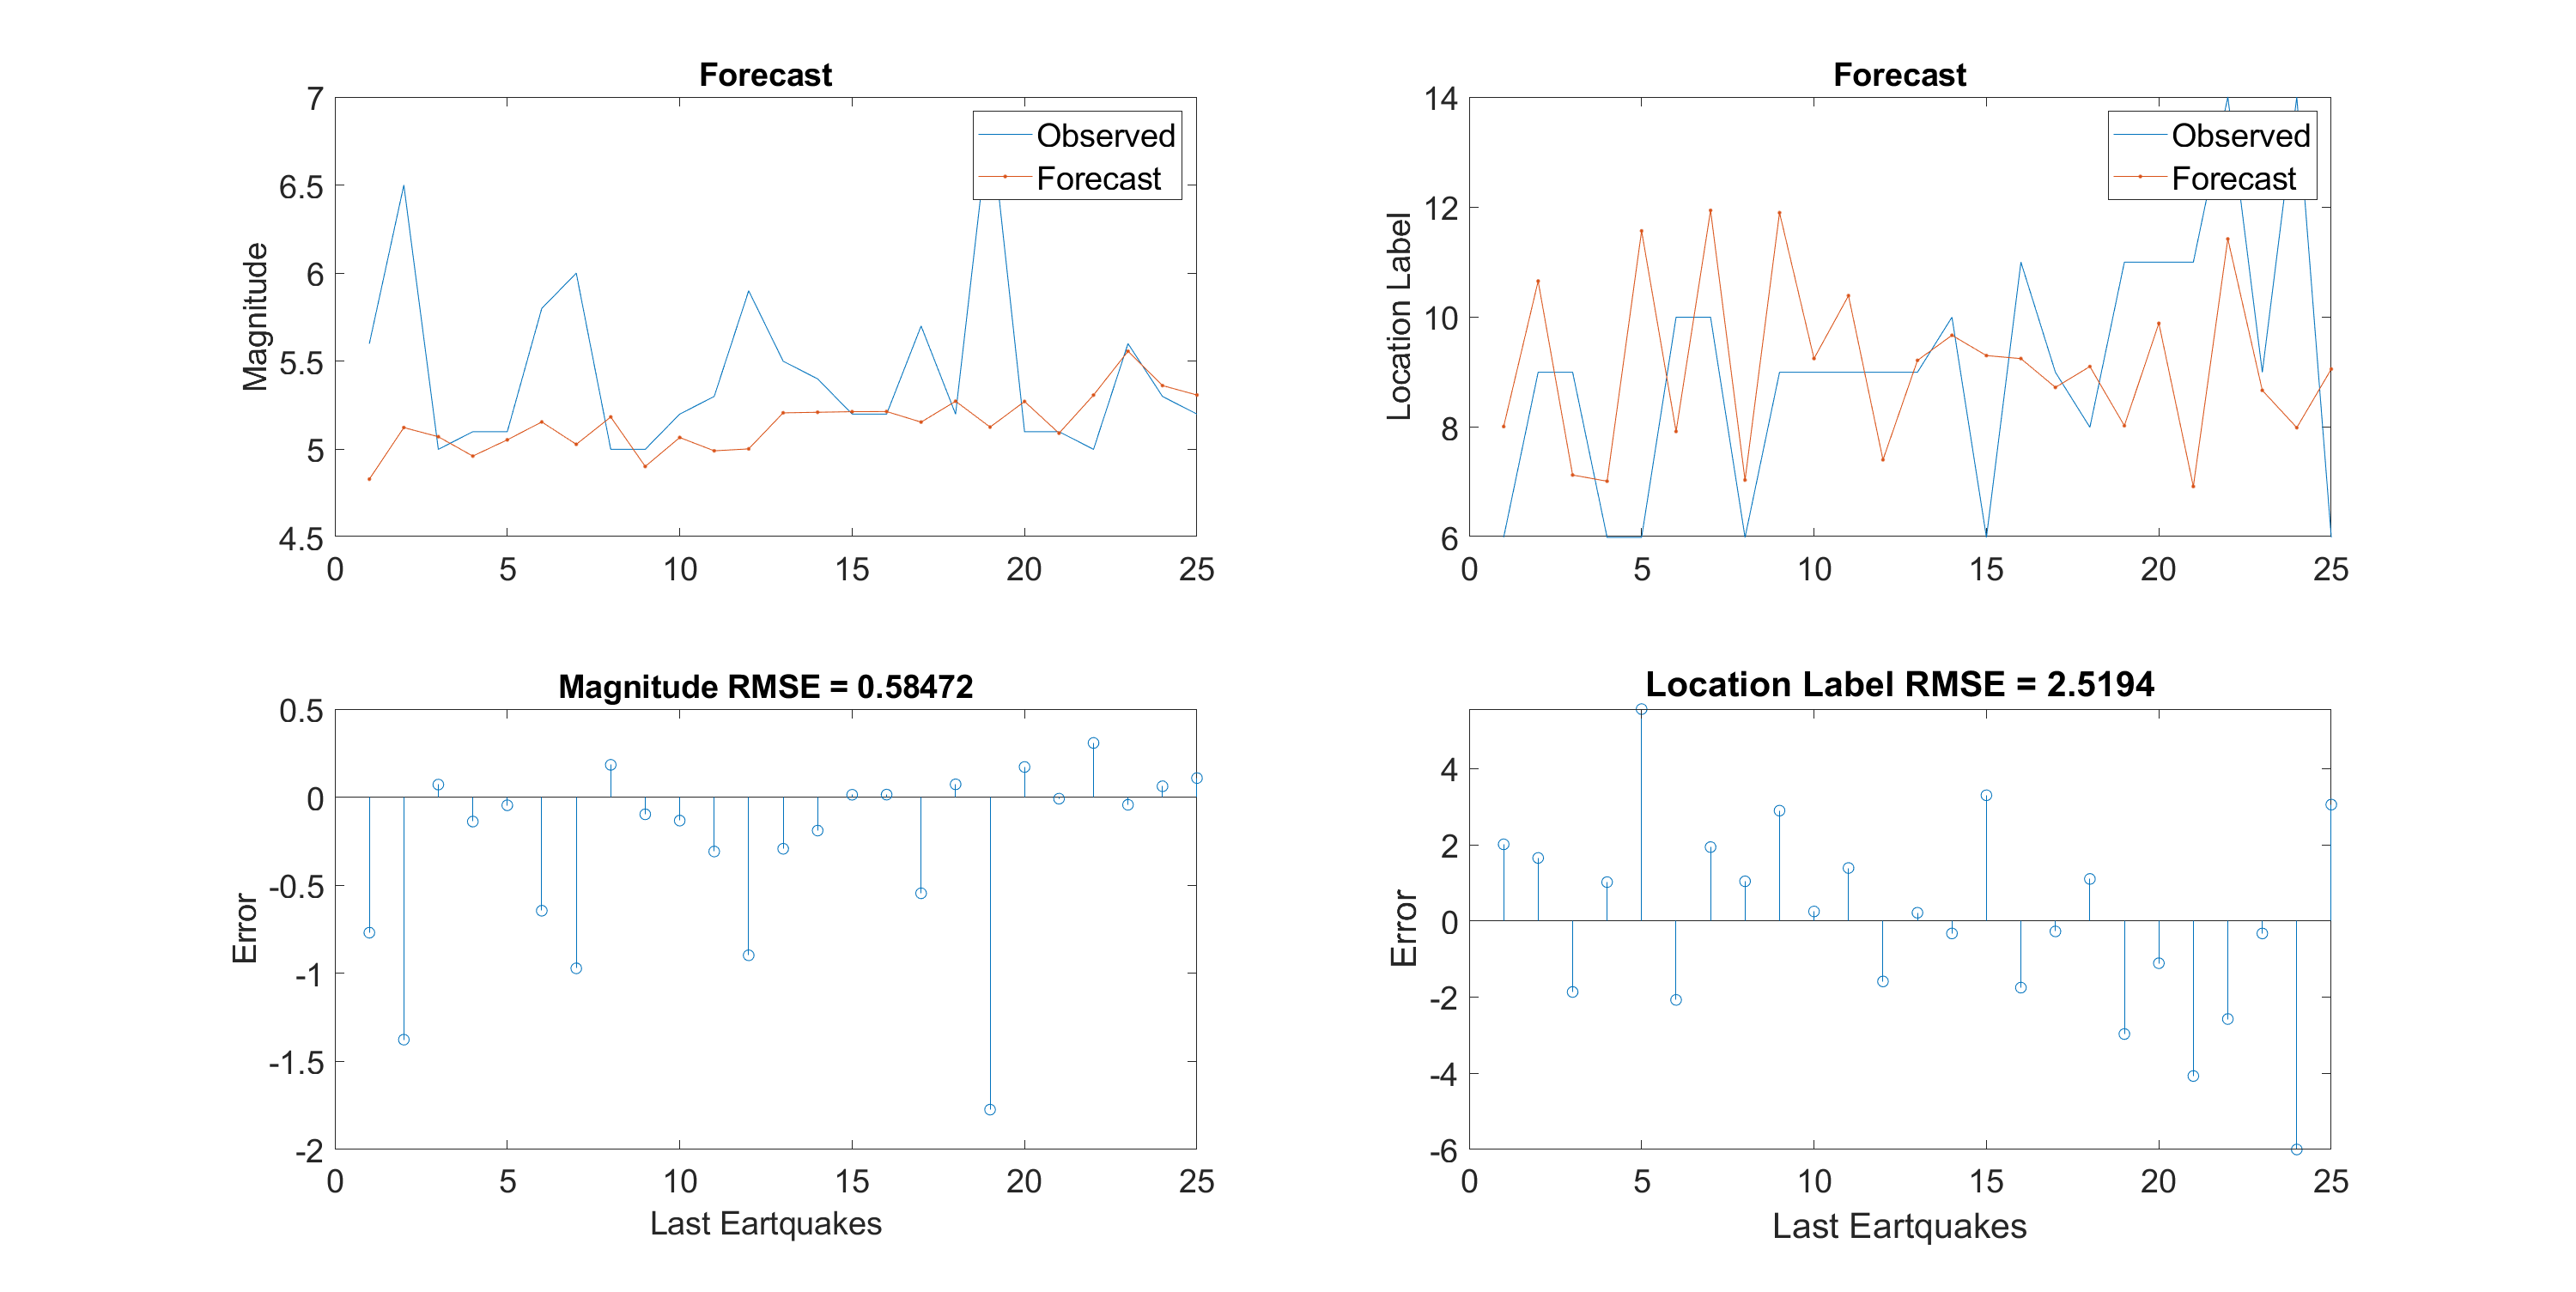 Forecast
7
6.5
6
5.5
5
4.5
Magnitude
Observed
Forecast
0 5 10 15 20 25
Forecast
14
12
10
8
6
Location Label
Observed
Forecast
0 5 10 15 20 25
Magnitude RMSE = 0.58472
0.5
0
-0.5
-1
-1.5
-2
Error
0 5 10 15 20 25
Last Eartquakes
Location Label RMSE = 2.5194
4
2
0
-2
-4
-6
Error
0 5 10 15 20 25
Last Eartquakes